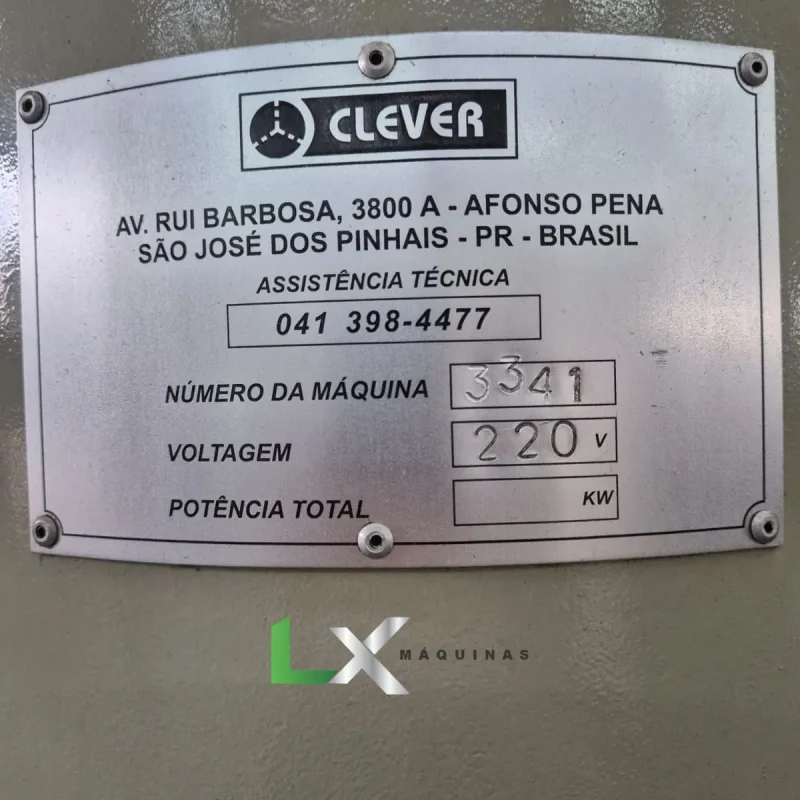 CLEVER
AV. RUI BARBOSA, 3800 A - AFONSO PENA
SÃO JOSÉ DOS PINHAIS - PR - BRASIL
ASSISTÊNCIA TÉCNICA
041 398-4477
NÚMERO DA MÁQUINA 3341
VOLTAGEM 220 V
POTÊNCIA TOTAL KW
LX MÁQUINAS